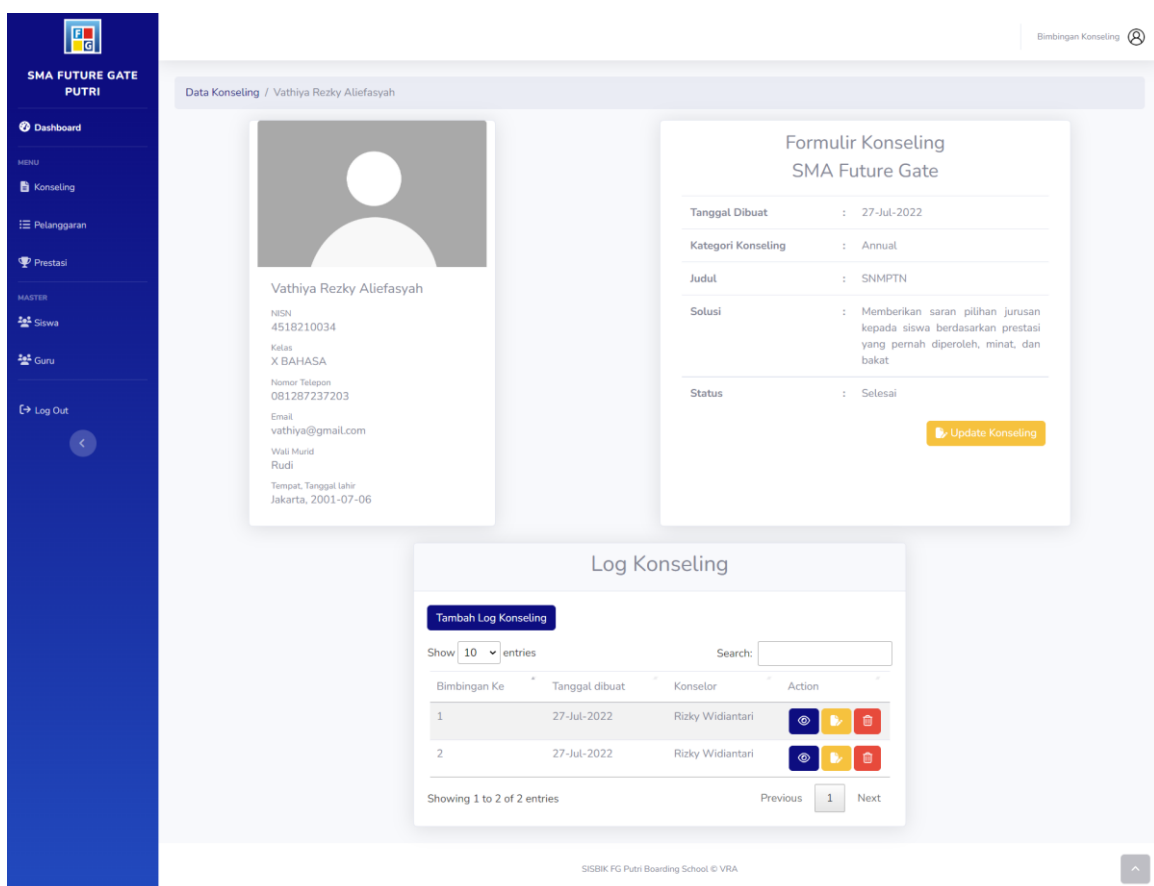 F
G
SMA FUTURE GATE
PUTRI
Dashboard
MENU
Konseling
Pelanggaran
Prestasi
MASTER
Siswa
Guru
Log Out
Bimbingan Konseling
Data Konseling / Vathiya Rezky Aliefasyah
Vathiya Rezky Aliefasyah
NISN
4518210034
Kelas
X BAHASA
Nomor Telepon
081287237203
Email
vathiya@gmail.com
Wali Murid
Rudi
Tempat, Tanggal lahir
Jakarta, 2001-07-06
Formulir Konseling
SMA Future Gate
Tanggal Dibuat : 27-Jul-2022
Kategori Konseling : Annual
Judul : SNMPTN
Solusi : Memberikan saran pilihan jurusan
kepada siswa berdasarkan prestasi
yang pernah diperoleh, minat, dan
bakat
Status : Selesai
Update Konseling
Log Konseling
Tambah Log Konseling
Show 10 entries Search:
Bimbingan Ke Tanggal dibuat Konselor Action
1 27-Jul-2022 Rizky Widiantari
2 27-Jul-2022 Rizky Widiantari
Showing 1 to 2 of 2 entries Previous 1 Next
SISBIK FG Putri Boarding School © VRA